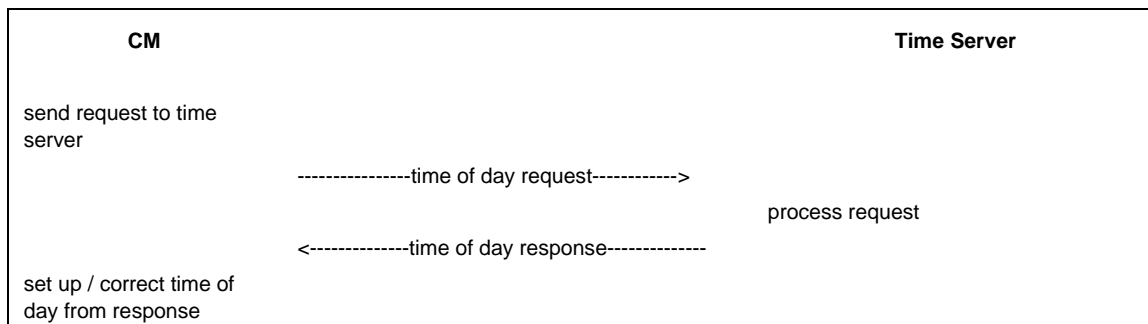 CM Time Server
send request to time
server
----------------time of day request------------>
process request
<--------------time of day response--------------
set up / correct time of
day from response